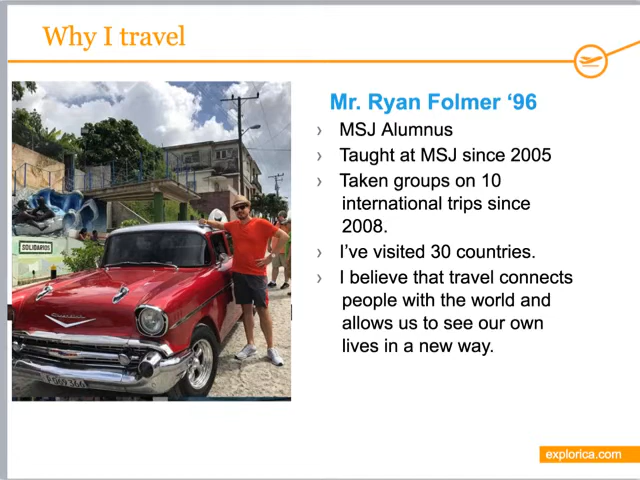 Why I travel
Mr. Ryan Folmer ‘96
› MSJ Alumnus
› Taught at MSJ since 2005
› Taken groups on 10
international trips since
2008.
› I’ve visited 30 countries.
› I believe that travel connects
people with the world and
allows us to see our own
lives in a new way.
SOLIDARIOS
explorica.com